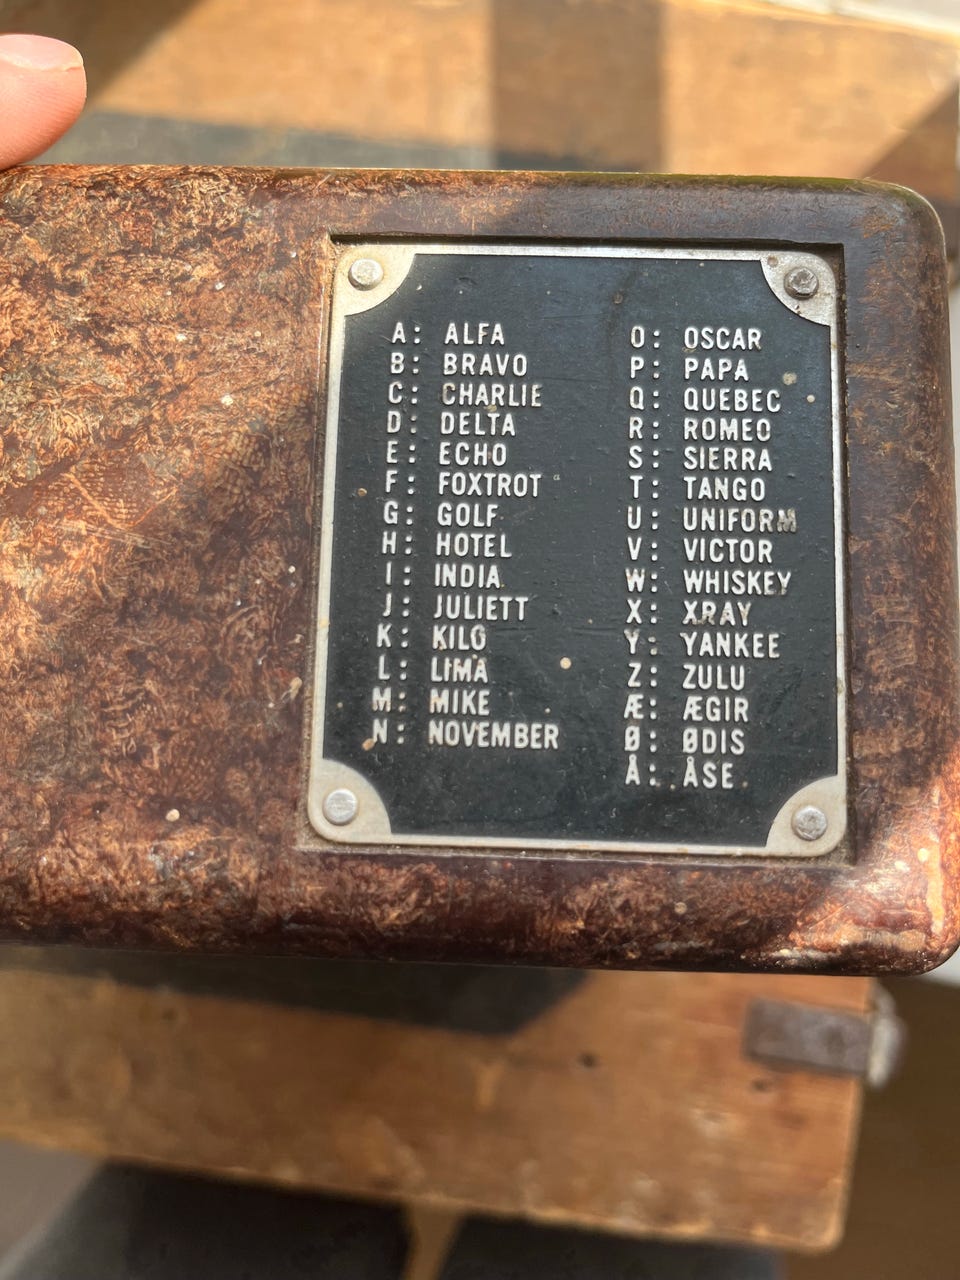 A: ALFA
B: BRAVO
C: CHARLIE
D: DELTA
E: ECHO
F: FOXTROT
G: GOLF
H: HOTEL
I: INDIA
J: JULIETT
K: KILO
L: LIMA
M: MIKE
N: NOVEMBER
O: OSCAR
P: PAPA
Q: QUEBEC
R: ROMEO
S: SIERRA
T: TANGO
U: UNIFORM
V: VICTOR
W: WHISKEY
X: XRAY
Y: YANKEE
Z: ZULU
Æ: ÆGIR
Ø: ØDIS
Å: ÅSE